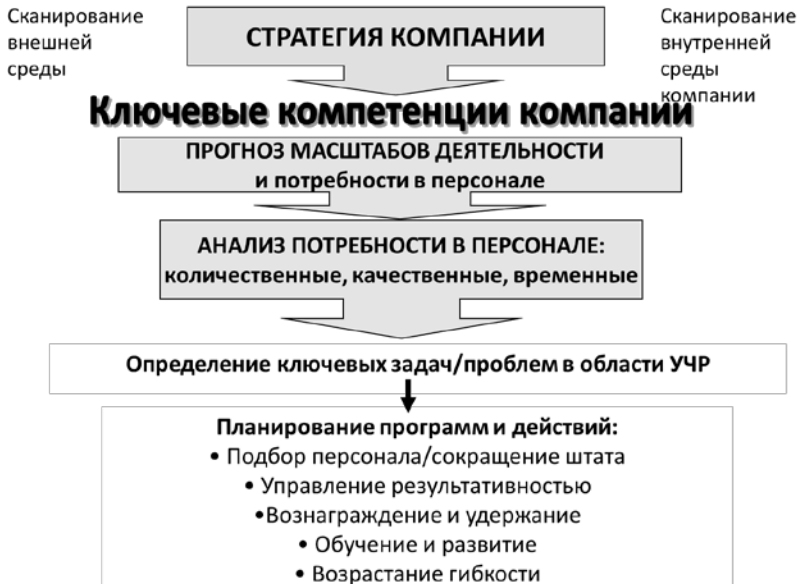 Сканирование
внешней
среды
СТРАТЕГИЯ КОМПАНИИ
Сканирование
внутренней
среды
компании
Ключевые компетенции компании
ПРОГНОЗ МАСШТАБОВ ДЕЯТЕЛЬНОСТИ
и потребности в персонале
АНАЛИЗ ПОТРЕБНОСТИ В ПЕРСОНАЛЕ:
количественные, качественные, временные
Определение ключевых задач/проблем в области УЧР
Планирование программ и действий:
• Подбор персонала/сокращение штата
• Управление результативностью
•Вознаграждение и удержание
• Обучение и развитие
• Возрастание гибкости